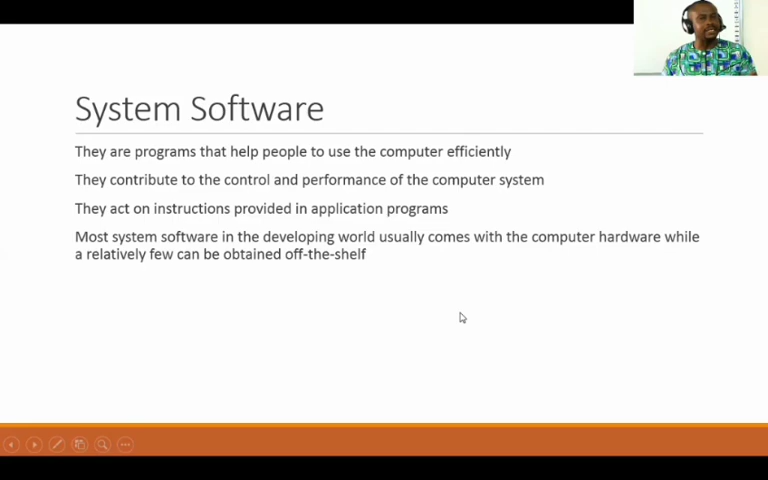 System Software
They are programs that help people to use the computer efficiently
They contribute to the control and performance of the computer system
They act on instructions provided in application programs
Most system software in the developing world usually comes with the computer hardware while
a relatively few can be obtained off-the-shelf